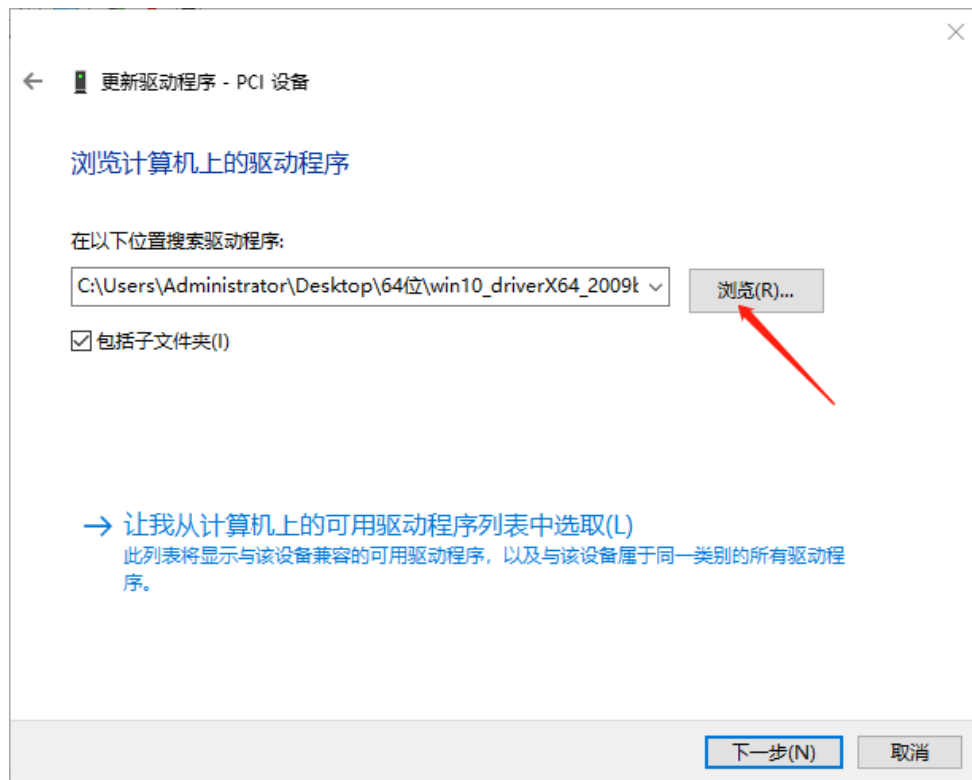 更新驱动程序 - PCI 设备
浏览计算机上的驱动程序
在以下位置搜索驱动程序:
C:\Users\Administrator\Desktop\64位\win10_driverX64_2009b
浏览(R)...
包括子文件夹(I)
让我从计算机上的可用驱动程序列表中选取(L)
此列表将显示与该设备兼容的可用驱动程序，以及与该设备属于同一类别的所有驱动程
序。
下一步(N)
取消